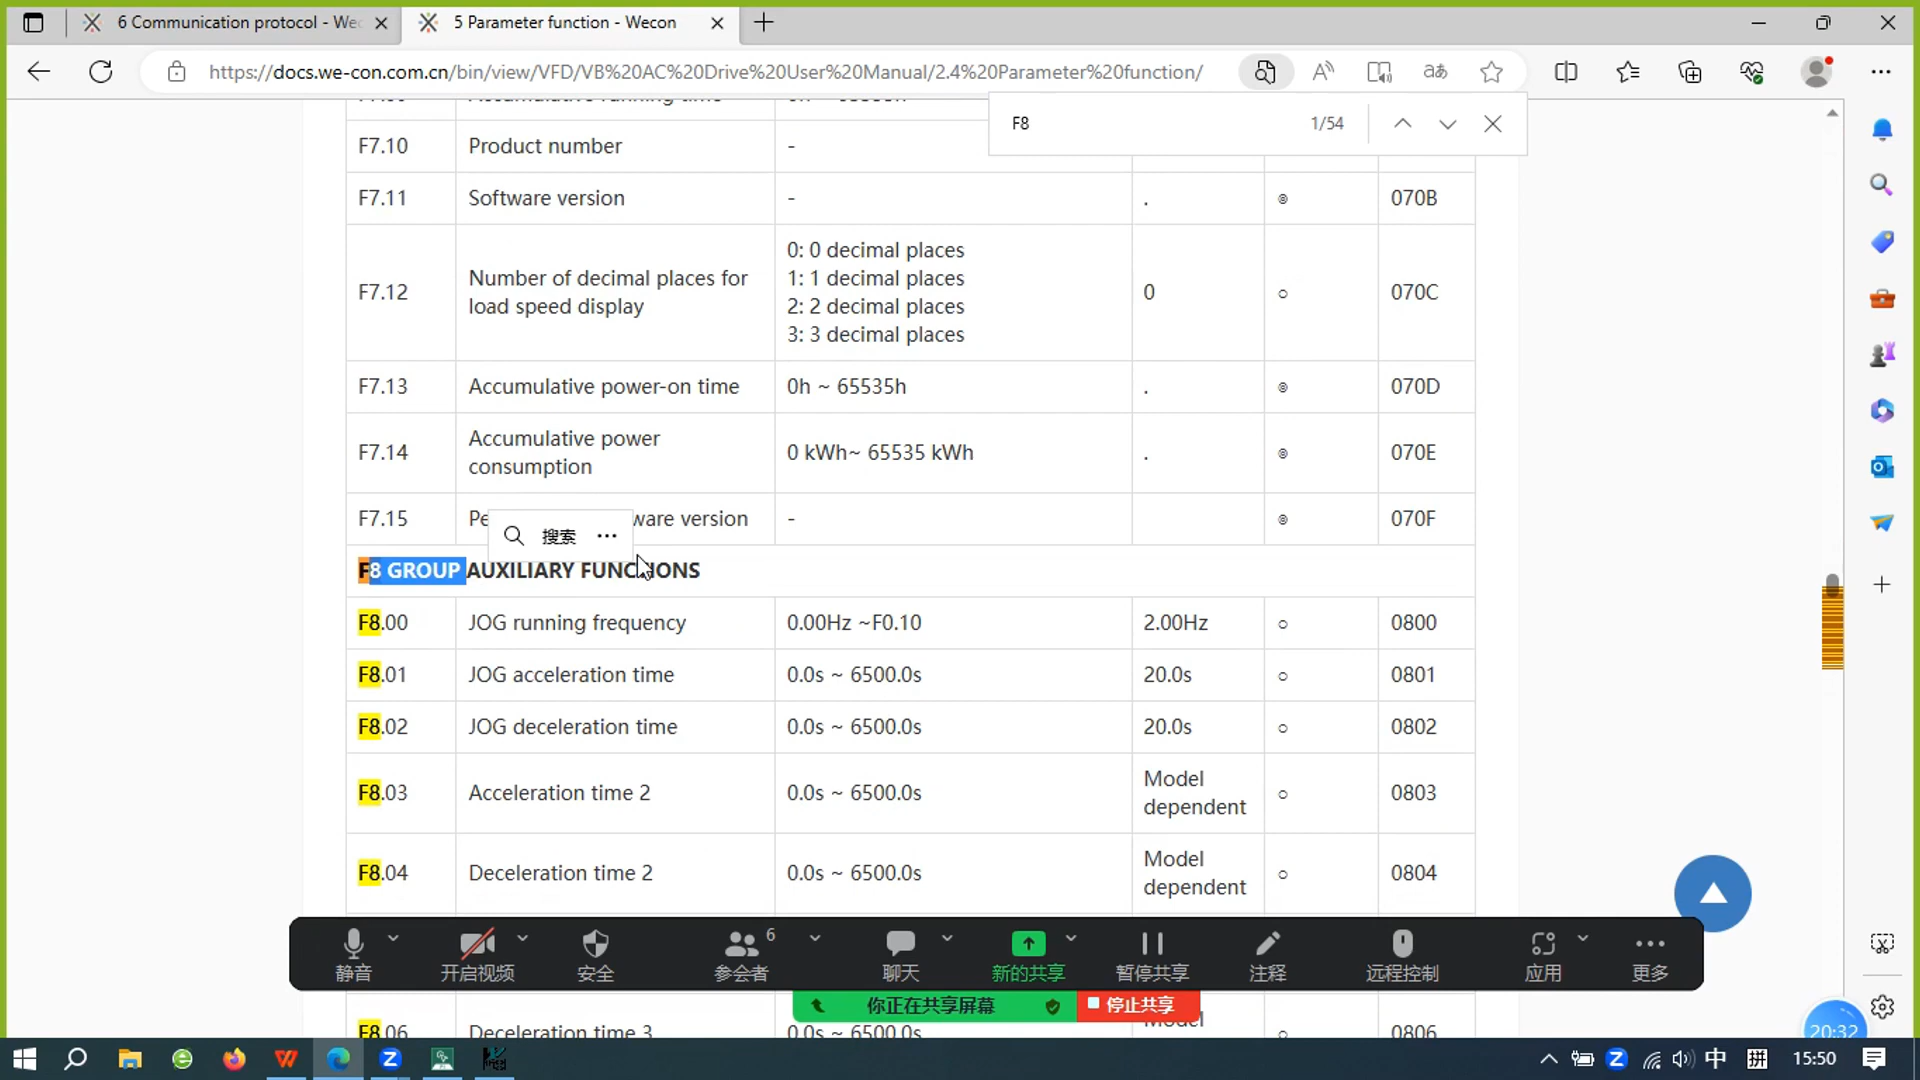 6 Communication protocol - Wec
5 Parameter function - Wecon
https://docs.we-con.com.cn/bin/view/VFD/VB%20AC%20Drive%20User%20Manual/2.4%20Parameter%20function/
F8
1/54
F7.10 Product number -
F7.11 Software version - . ◎ 070B
F7.12 Number of decimal places for load speed display
0: 0 decimal places
1: 1 decimal places
2: 2 decimal places
3: 3 decimal places
0 ○ 070C
F7.13 Accumulative power-on time 0h ~ 65535h . ◎ 070D
F7.14 Accumulative power
consumption
0 kWh~ 65535 kWh . ◎ 070E
F7.15 Pe ware version - ◎ 070F
搜索 ···
F8 GROUP AUXILIARY FUNCTIONS
F8.00 JOG running frequency 0.00Hz ~F0.10 2.00Hz ○ 0800
F8.01 JOG acceleration time 0.0s ~ 6500.0s 20.0s ○ 0801
F8.02 JOG deceleration time 0.0s ~ 6500.0s 20.0s ○ 0802
F8.03 Acceleration time 2 0.0s ~ 6500.0s Model
dependent ○ 0803
F8.04 Deceleration time 2 0.0s ~ 6500.0s Model
dependent ○ 0804
6
静音 开启视频 安全 参会者 聊天 新的共享 暂停共享 注释 远程控制 应用 更多
你正在共享屏幕 停止共享
F8.06 Deceleration time 3 0.0s ~ 6500.0s Model ○ 0806
20:32
中 拼 15:50